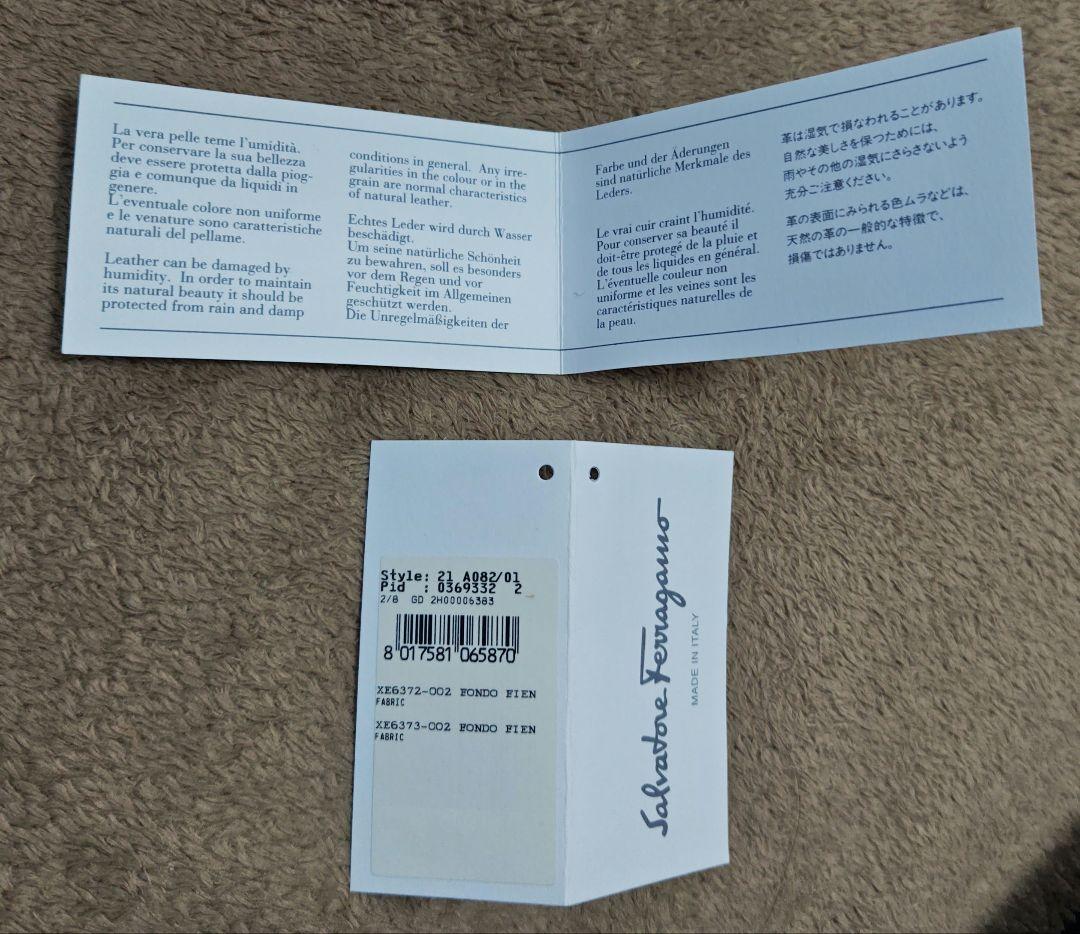 La vera pelle teme l'umidità.
Per conservare la sua bellezza
deve essere protetta dalla piog-
gia e comunque da liquidi in
genere.
L'eventuale colore non uniforme
e le venature sono caratteristiche
naturali del pellame.
Leather can be damaged by
humidity. In order to maintain
its natural beauty it should be
protected from rain and damp
conditions in general. Any irre-
gularities in the colour or in the
grain are normal characteristics
of natural leather.
Echtes Leder wird durch Wasser
beschädigt.
Um seine natürliche Schönheit
zu bewahren, soll es besonders
vor dem Regen und vor
Feuchtigkeit im Allgemeinen
geschützt werden.
Die Unregelmäßigkeiten der
Farbe und der Äderungen
sind natürliche Merkmale des
Leders.
Le vrai cuir craint l'humidité.
Pour conserver sa beauté il
doit-être protegé de la pluie et
de tous les liquides en général.
L'éventuelle couleur non
uniforme et les veines sont les
caractéristiques naturelles de
la peau.
革は湿気で損なわれることがあります。
自然な美しさを保つためには、
雨やその他の湿気にさらさないよう
充分ご注意ください。
革の表面にみられる色ムラなどは、
天然の革の一般的な特徴で、
損傷ではありません。
Style: 21 A082/01
Pid : 0369332 2
2/8 GD 2H00006383
8 017581 065870
XE6372-002 FONDO FIEN
FABRIC
XE6373-002 FONDO FIEN
FABRIC
Salvatore Ferragamo
MADE IN ITALY